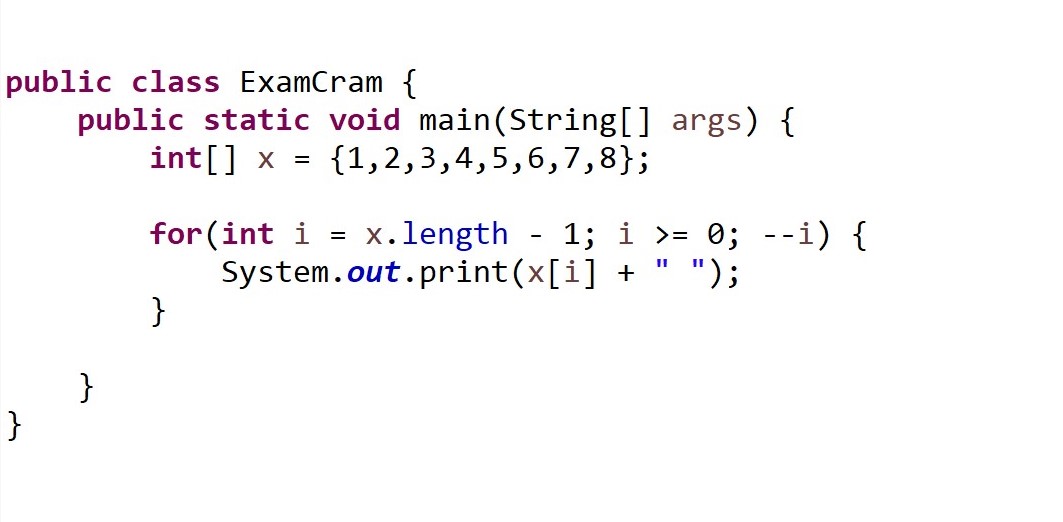 public class ExamCram {
    public static void main(String[] args) {
        int[] x = {1,2,3,4,5,6,7,8};
        for(int i = x.length - 1; i >= 0; --i) {
            System.out.print(x[i] + " ");
        }
    }
}